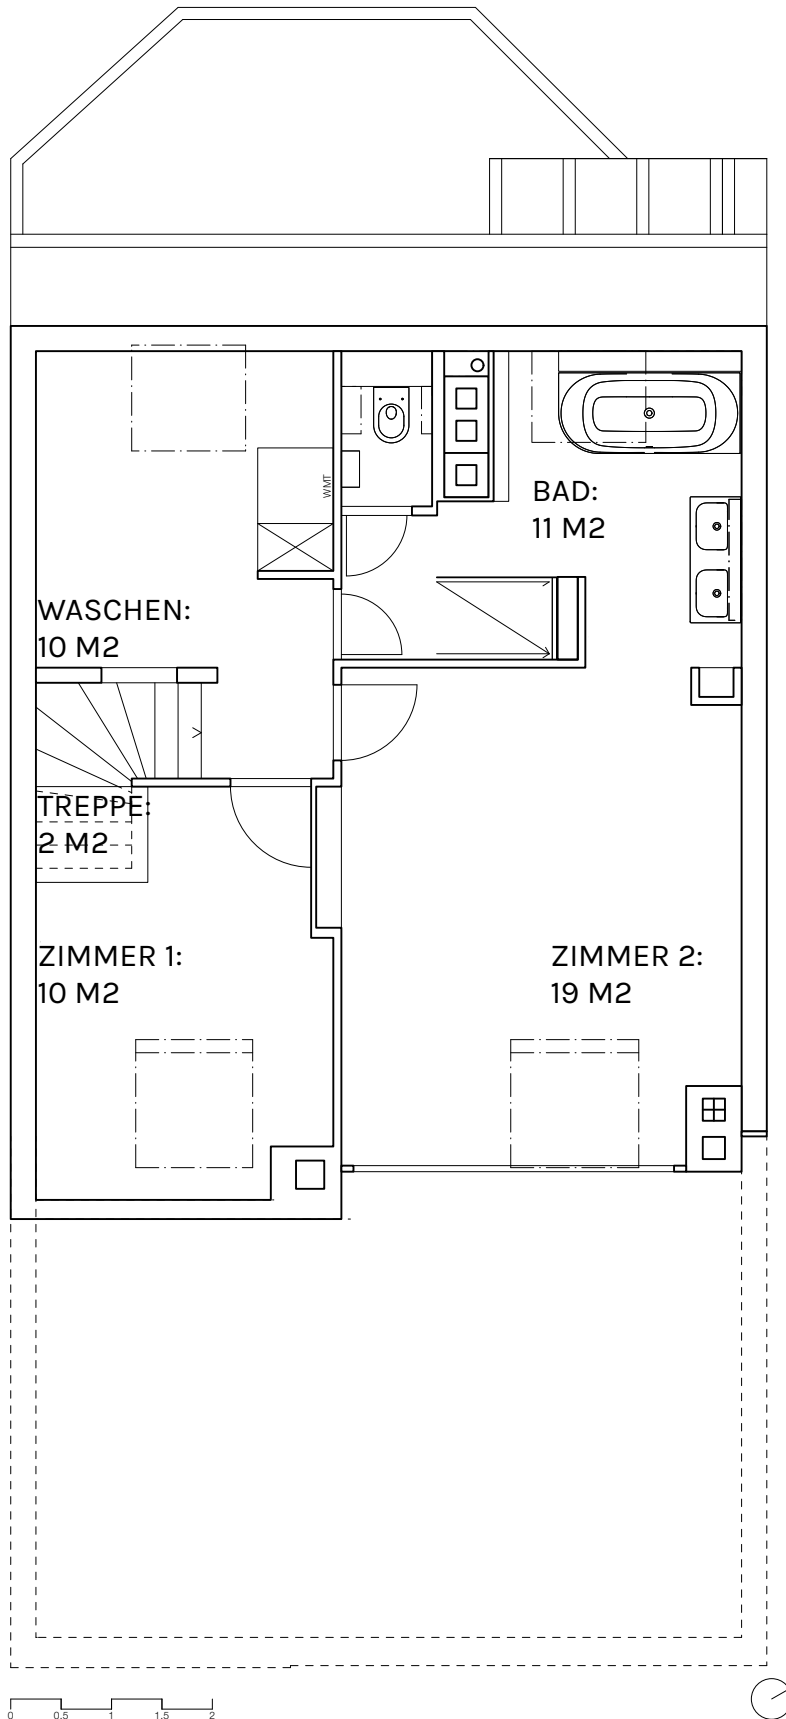 WMT
BAD:
11 M2
WASCHEN:
10 M2
TREPPE:
2 M2
ZIMMER 1:
10 M2
ZIMMER 2:
19 M2
0 0.5 1 1.5 2